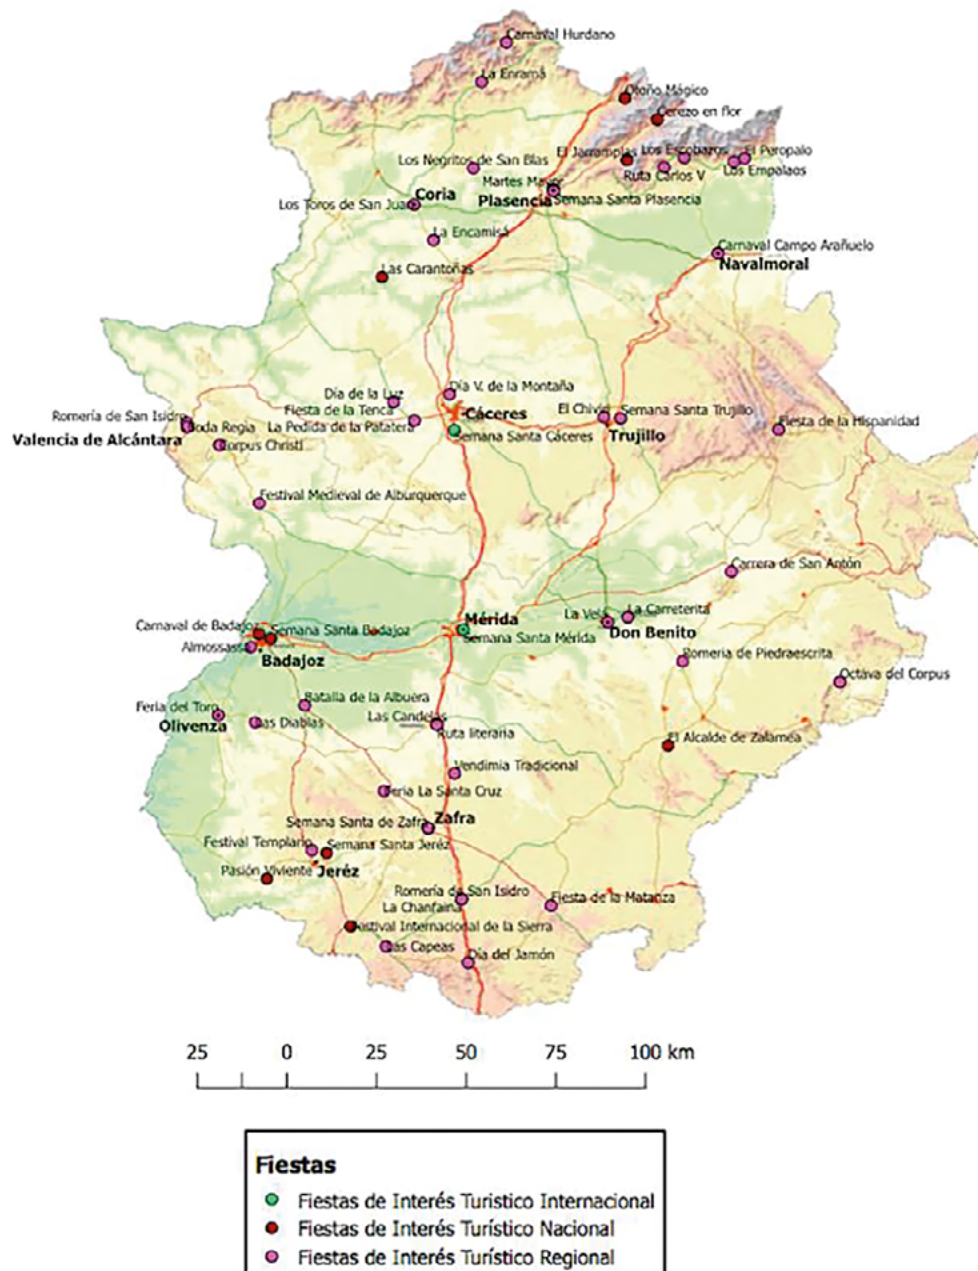 Carnaval Hurdano
La Enramá
Otoño Mágico
Cerezo en flor
El Jarramplas
Los Escobazos
El Peropalo
Los Negritos de San Blas
Ruta Carlos V
Los Empalaos
Martes Mayor
Coria
Plasencia
Semana Santa Plasencia
Los Toros de San Juan
La Encamisá
Carnaval Campo Arañuelo
Navalmoral
Las Carantoñas
Día V. de la Montaña
Día de la Luz
Fiesta de la Tenca
Cáceres
El Chíviri
Semana Santa Trujillo
Romería de San Isidro
Boda Regia
La Pedida de la Patatera
Semana Santa Cáceres
Trujillo
Fiesta de la Hispanidad
Valencia de Alcántara
Corpus Christi
Festival Medieval de Alburquerque
Carrera de San Antón
La Vela
La Carreterita
Mérida
Carnaval de Badajoz
Semana Santa Badajoz
Semana Santa Mérida
Don Benito
Almossassa
Badajoz
Romeria de Piedraescrita
Octava del Corpus
Batalla de la Albuera
Feria del Toro
Olivenza
Las Diablas
Las Candelas
Ruta literaria
El Alcalde de Zalamea
Vendimia Tradicional
Feria La Santa Cruz
Semana Santa de Zafra
Zafra
Festival Templario
Semana Santa Jeréz
Pasión Viviente
Jeréz
Romería de San Isidro
La Chanfaina
Fiesta de la Matanza
Festival Internacional de la Sierra
Las Capeas
Día del Jamón
25 0 25 50 75 100 km
Fiestas
Fiestas de Interés Turistico Internacional
Fiestas de Interés Turístico Nacional
Fiestas de Interés Turístico Regional